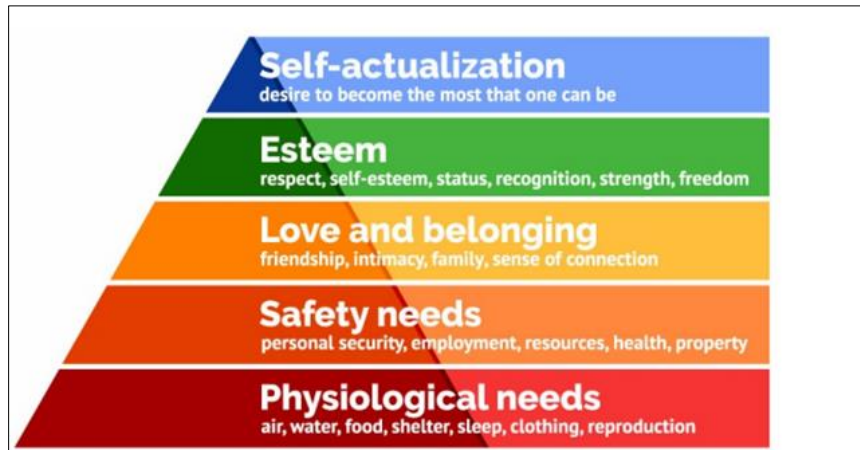 Self-actualization
desire to become the most that one can be
Esteem
respect, self-esteem, status, recognition, strength, freedom
Love and belonging
friendship, intimacy, family, sense of connection
Safety needs
personal security, employment, resources, health, property
Physiological needs
air, water, food, shelter, sleep, clothing, reproduction